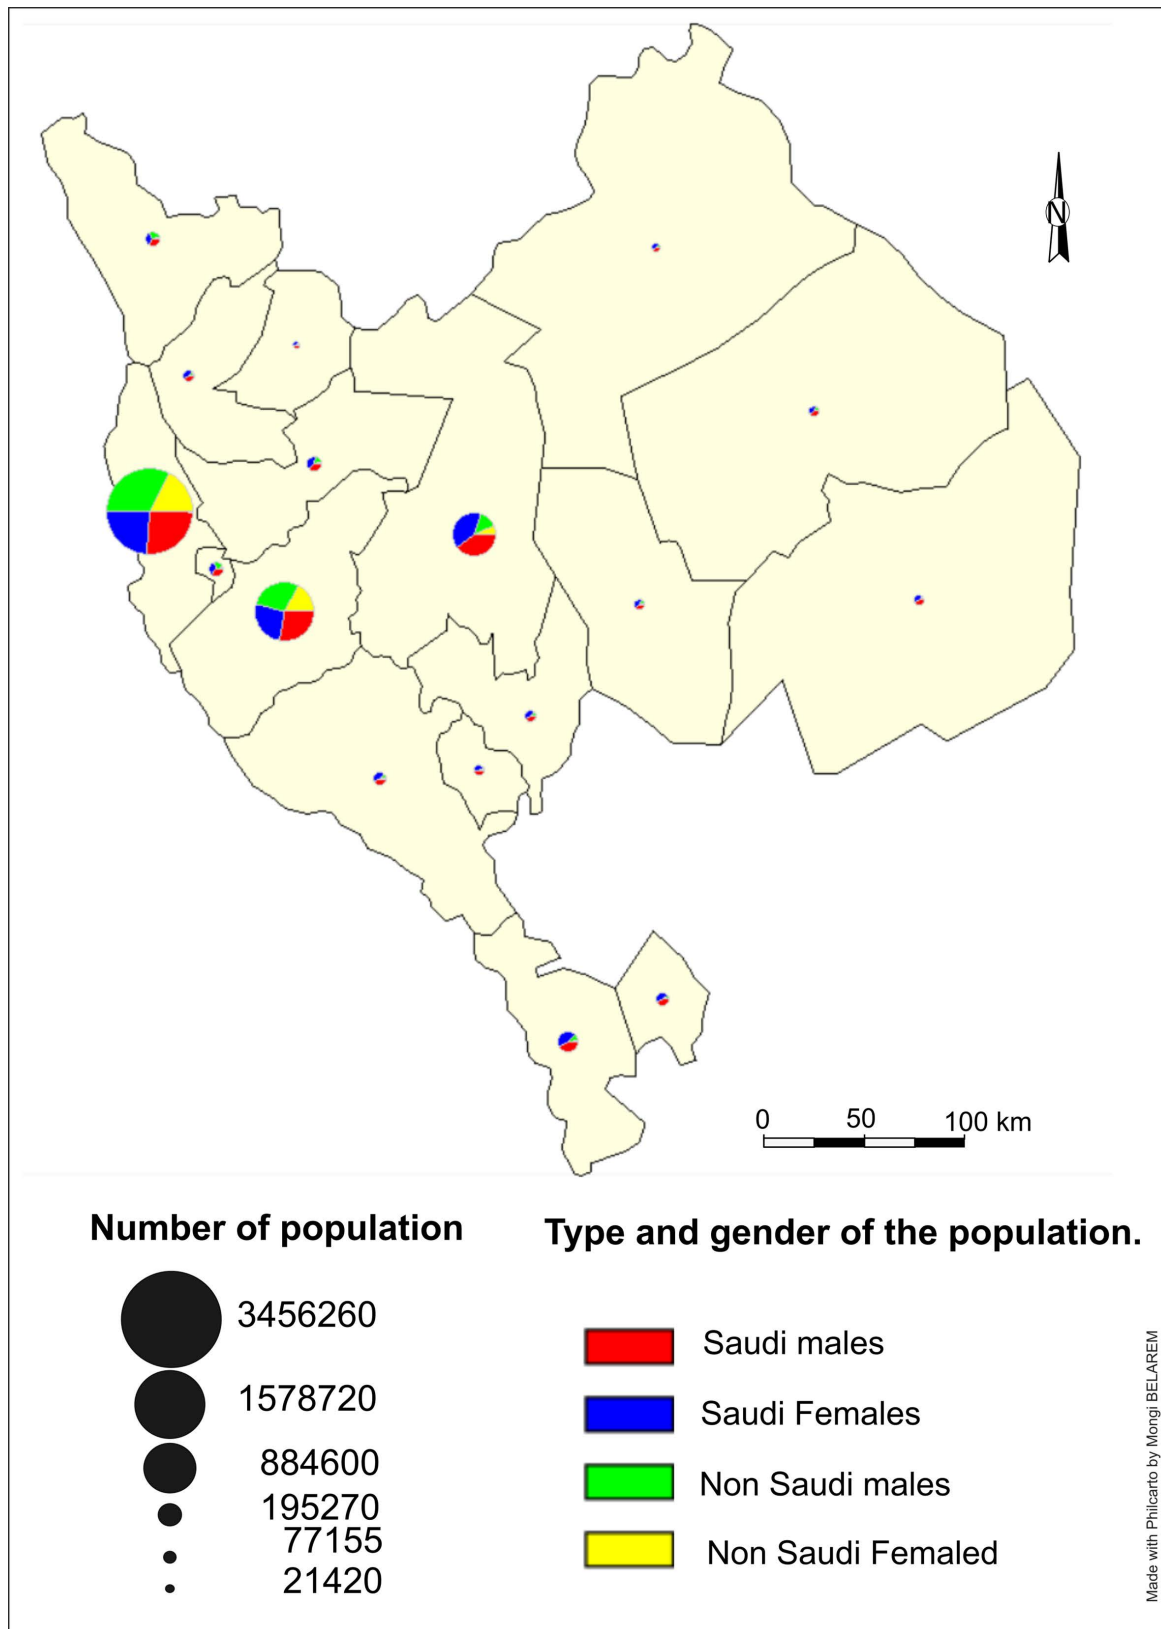 N
0 50 100 km
Number of population
3456260
1578720
884600
195270
77155
21420
Type and gender of the population.
Saudi males
Saudi Females
Non Saudi males
Non Saudi Femaled
Made with Philcarto by Mongi BELAREM